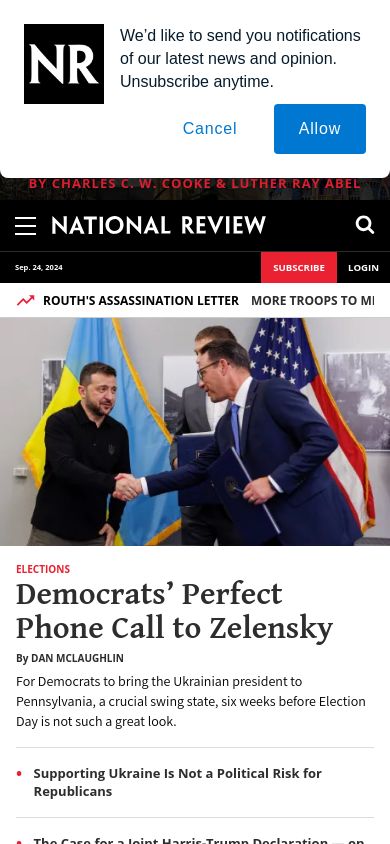 NR
We’d like to send you notifications
of our latest news and opinion.
Unsubscribe anytime.
Cancel
Allow
BY CHARLES C. W. COOKE & LUTHER RAY ABEL
NATIONAL REVIEW
Sep. 24, 2024
SUBSCRIBE
LOGIN
ROUTH'S ASSASSINATION LETTER
MORE TROOPS TO
ELECTIONS
Democrats’ Perfect
Phone Call to Zelensky
By DAN MCLAUGHLIN
For Democrats to bring the Ukrainian president to
Pennsylvania, a crucial swing state, six weeks before Election
Day is not such a great look.
Supporting Ukraine Is Not a Political Risk for
Republicans
The Case for a Joint Harris-Trump Declaration — on